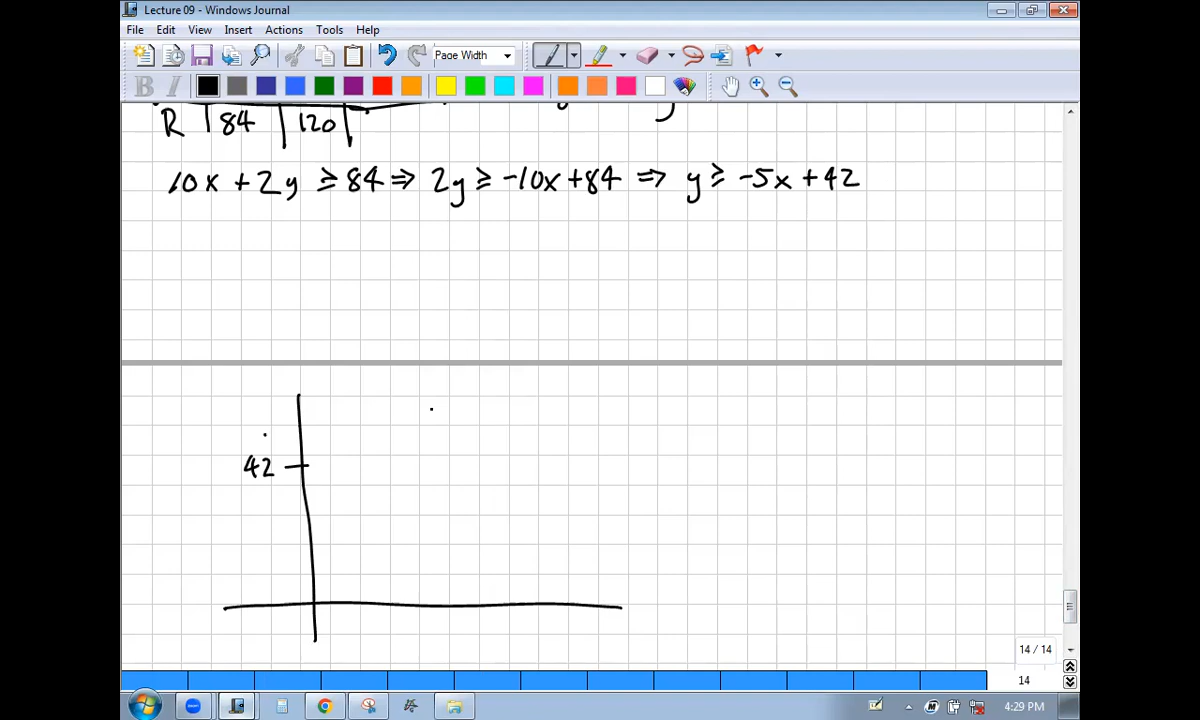 Lecture 09 - Windows Journal
File Edit View Insert Actions Tools Help
Page Width
B I
R | 84 | 120 |
10x + 2y ≥ 84 ⇒ 2y ≥ -10x + 84 ⇒ y ≥ -5x + 42
42
14 / 14
14
4:29 PM